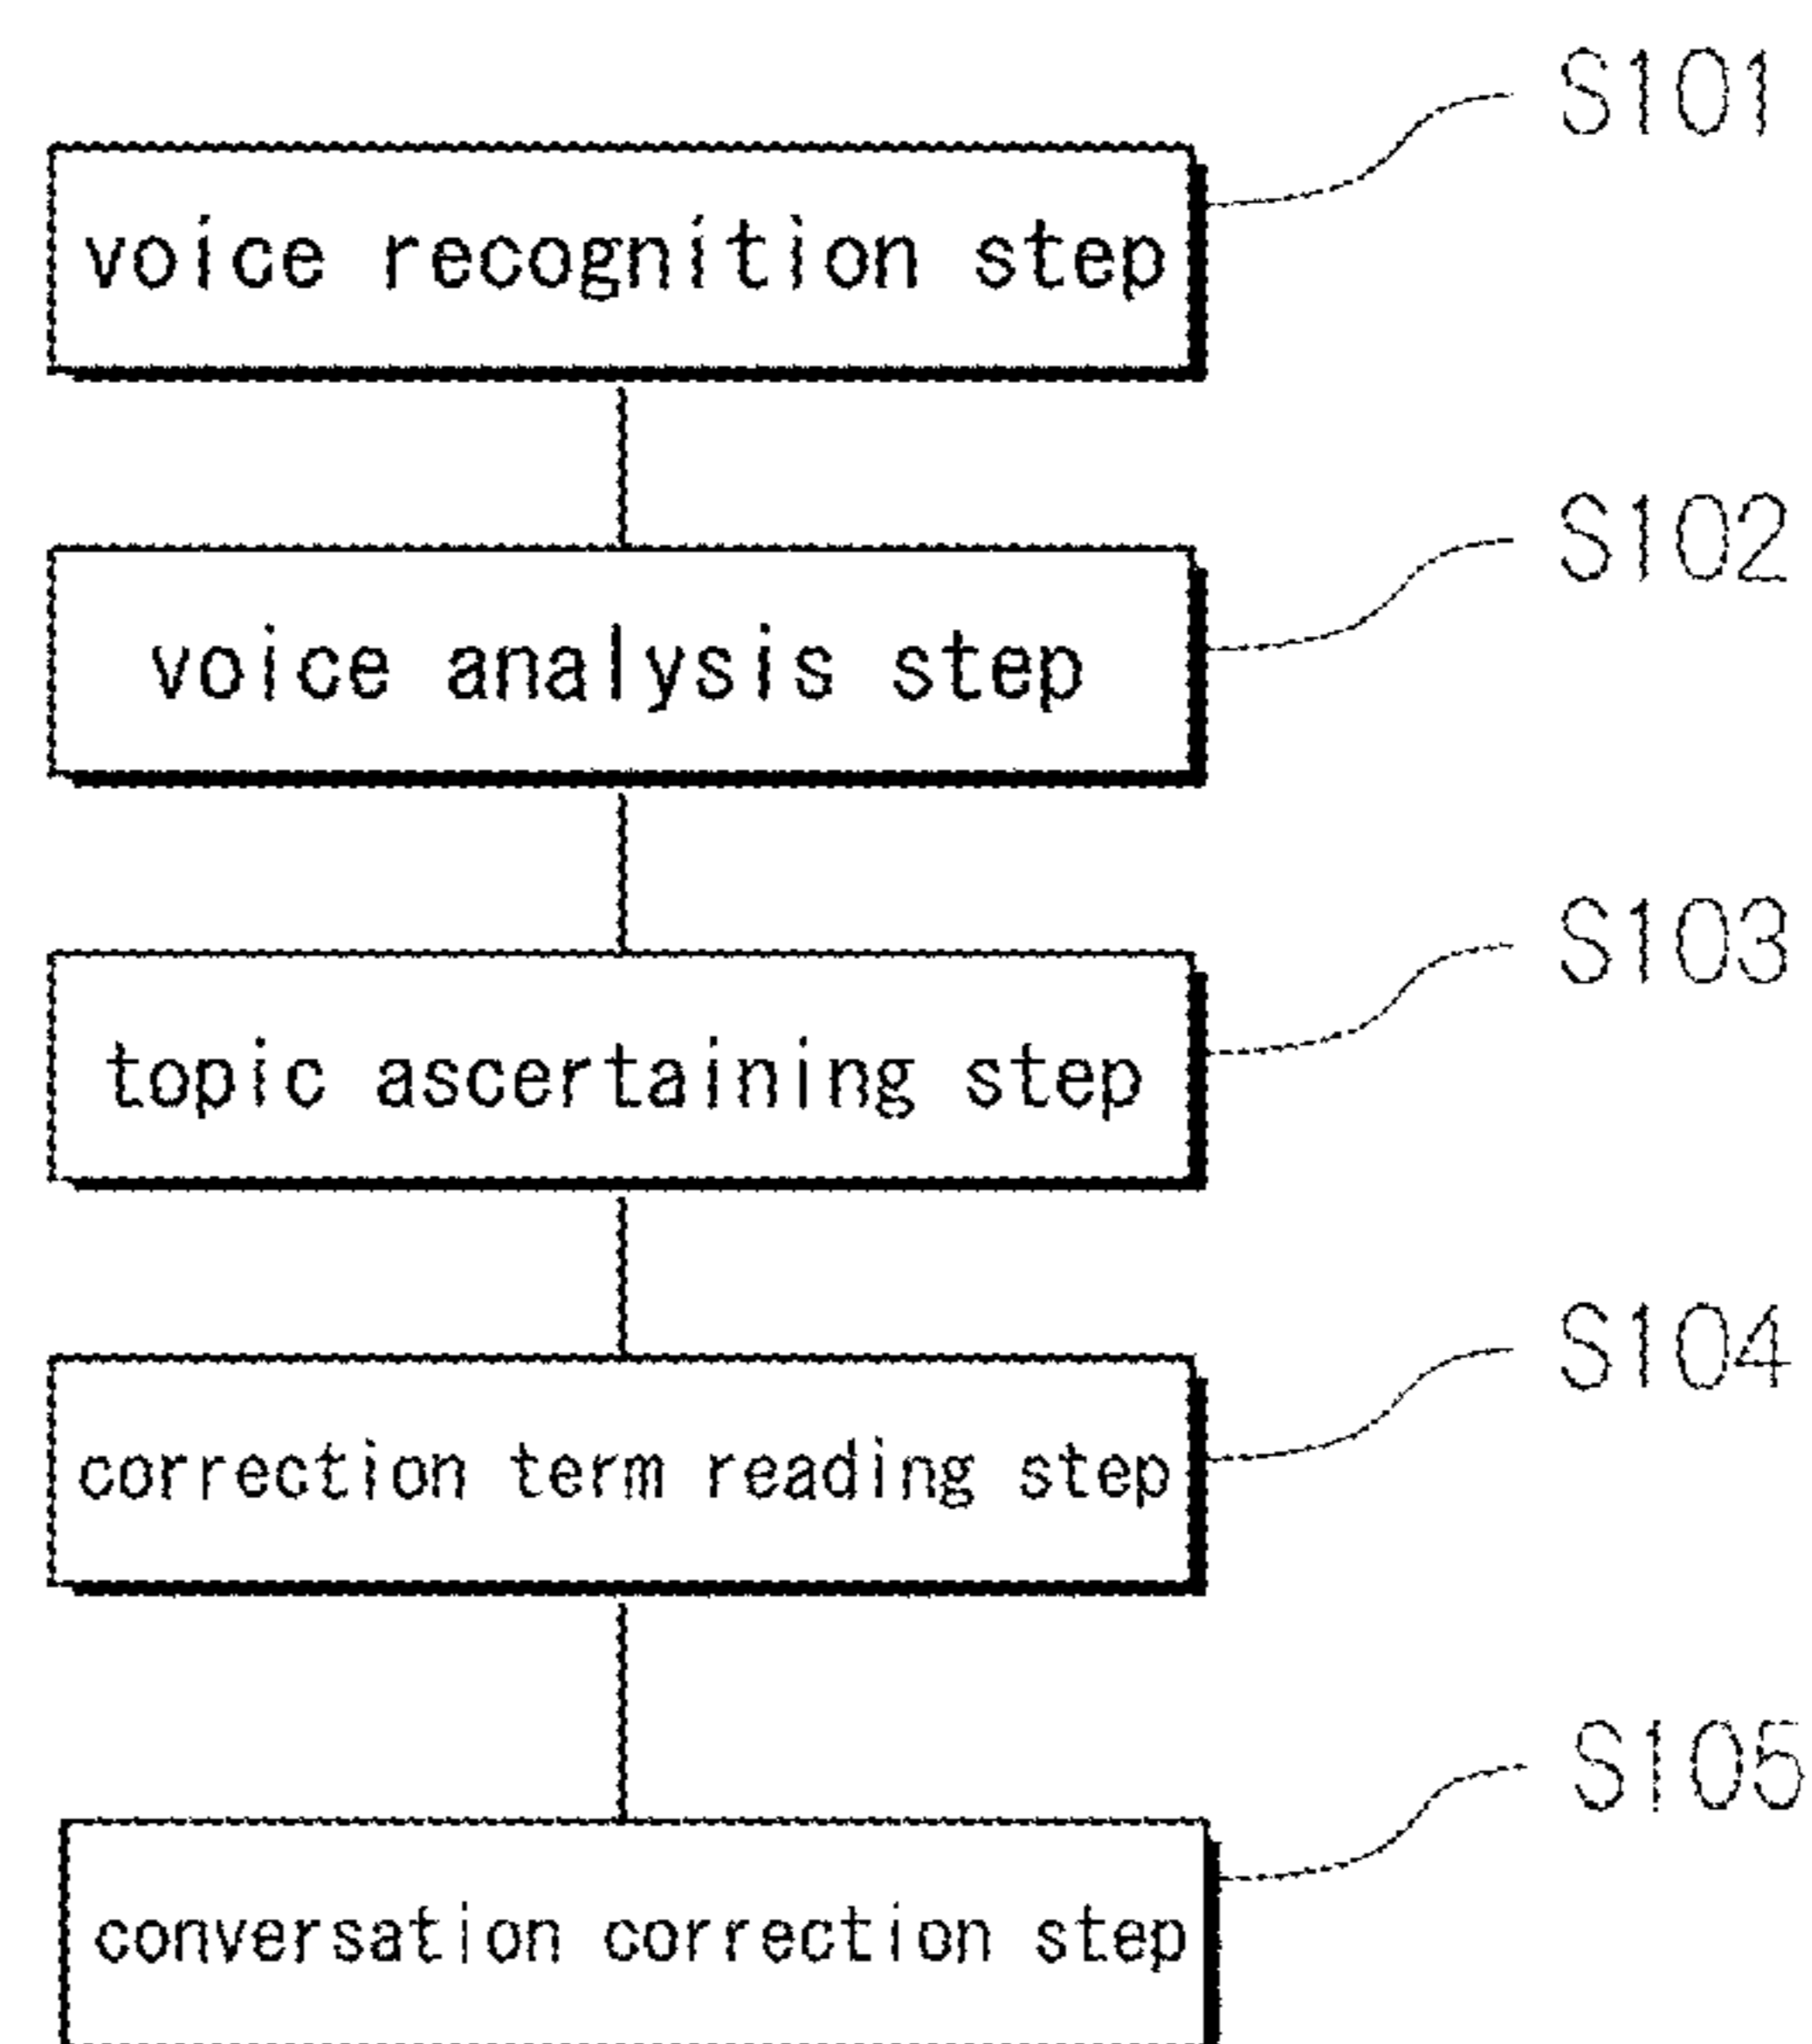 S101
voice recognition step
S102
voice analysis step
S103
topic ascertaining step
S104
correction term reading step
S105
conversation correction step